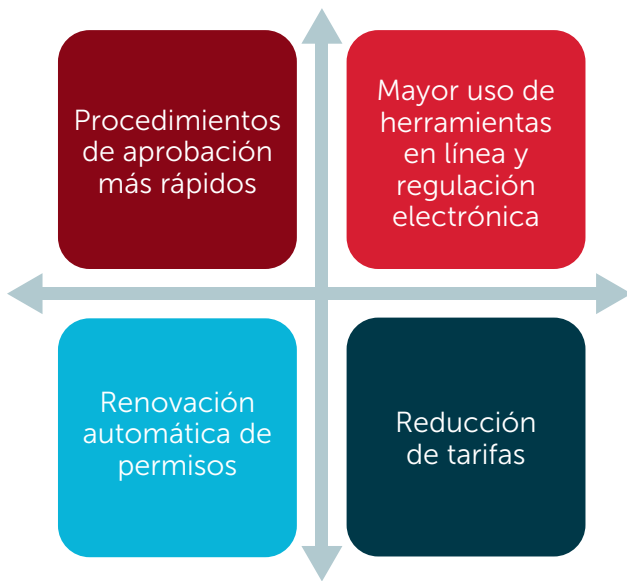 Procedimientos
de aprobación
más rápidos
Mayor uso de
herramientas
en línea y
regulación
electrónica
Renovación
automática de
permisos
Reducción
de tarifas